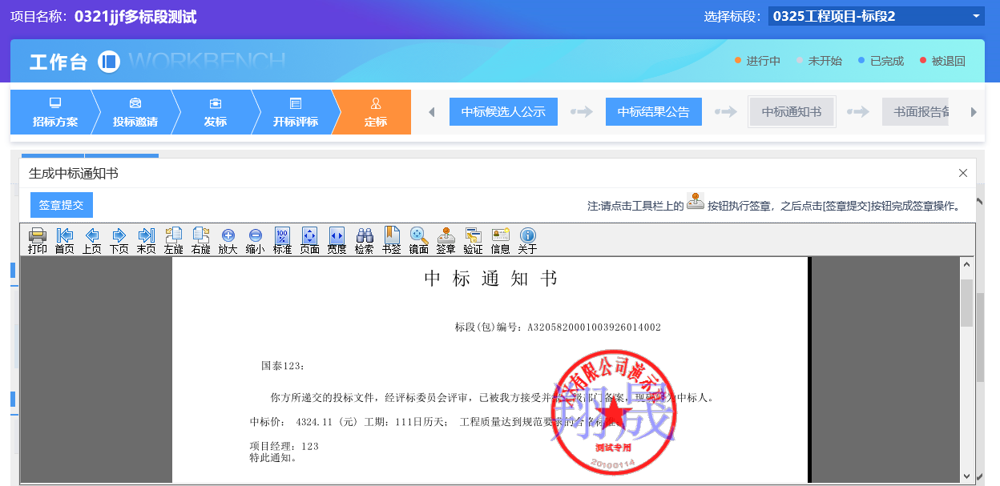 项目名称：0321jjf多标段测试
选择标段：0325工程项目-标段2
工作台 WORKBENCH
进行中 未开始 已完成 被退回
招标方案 投标邀请 发标 开标评标 定标
中标候选人公示 中标结果公告 中标通知书 书面报告
生成中标通知书
签章提交
注:请点击工具栏上的 按钮执行签章，之后点击[签章提交]按钮完成签章操作。
打印 首页 上页 下页 末页 左旋 右旋 放大 缩小 标准 页面 宽度 检索 书签 镜面 签章 验证 信息 关于
中标通知书
标段(包)编号：A3205820001003926014002
国泰123：
你方所递交的投标文件，经评标委员会评审，已被我方接受并报上级部门备案，现确定为中标人。
中标价： 4324.11 (元) 工期：111日历天； 工程质量达到规范要求的合格标准。
项目经理：123
特此通知。
有限公司演示
翔晟
测试专用
20100114